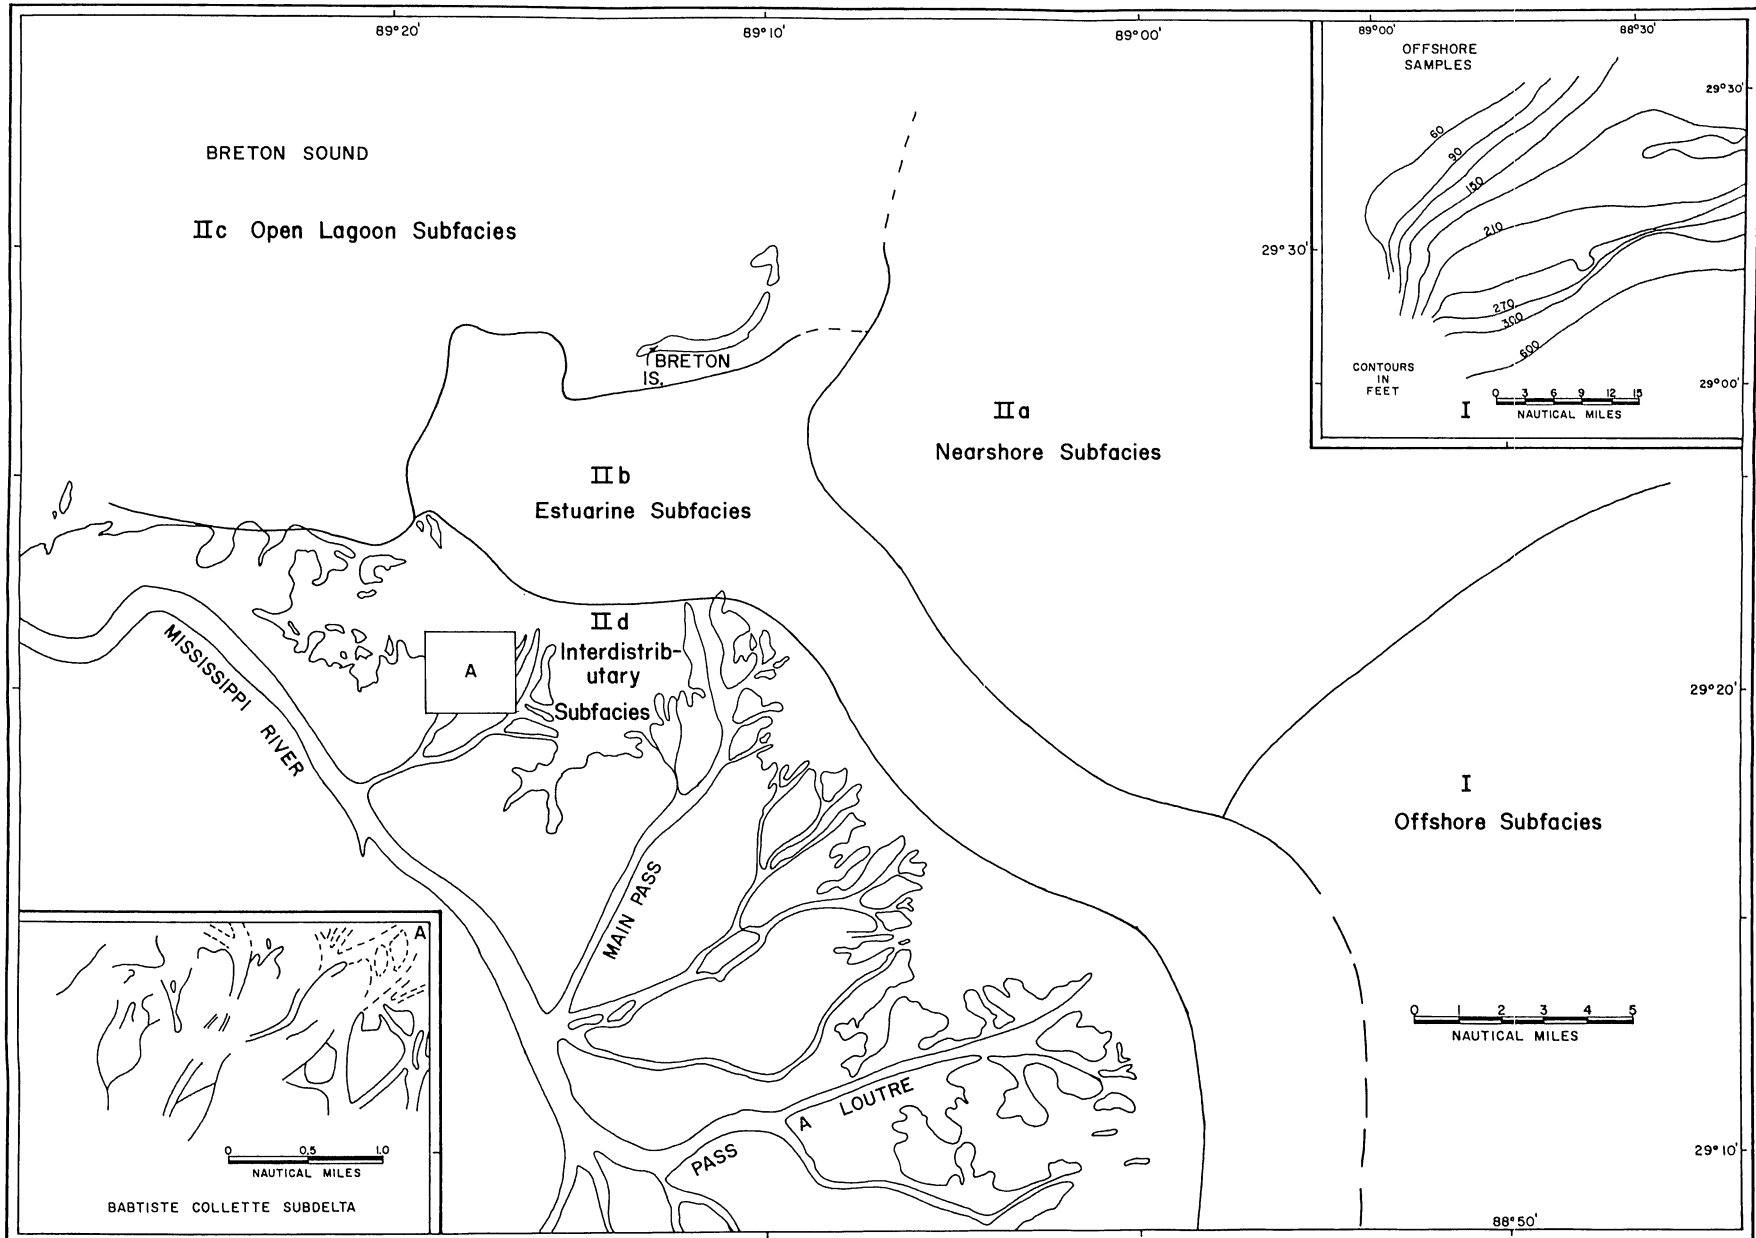 89°20'
89°10'
89°00'
89°00'
88°30'
OFFSHORE
SAMPLES
29°30'
60
90
150
210
270
300
600
CONTOURS
IN
FEET
I
0 3 6 9 12 15
NAUTICAL MILES
29°00'
BRETON SOUND
IIc Open Lagoon Subfacies
29°30'
BRETON
IS.
IIa
Nearshore Subfacies
IIb
Estuarine Subfacies
IId
Interdistrib-
utary
Subfacies
A
MISSISSIPPI RIVER
29°20'
I
Offshore Subfacies
MAIN PASS
0 1 2 3 4 5
NAUTICAL MILES
A
LOUTRE
PASS
29°10'
88°50'
A
0 0.5 1.0
NAUTICAL MILES
BABTISTE COLLETTE SUBDELTA